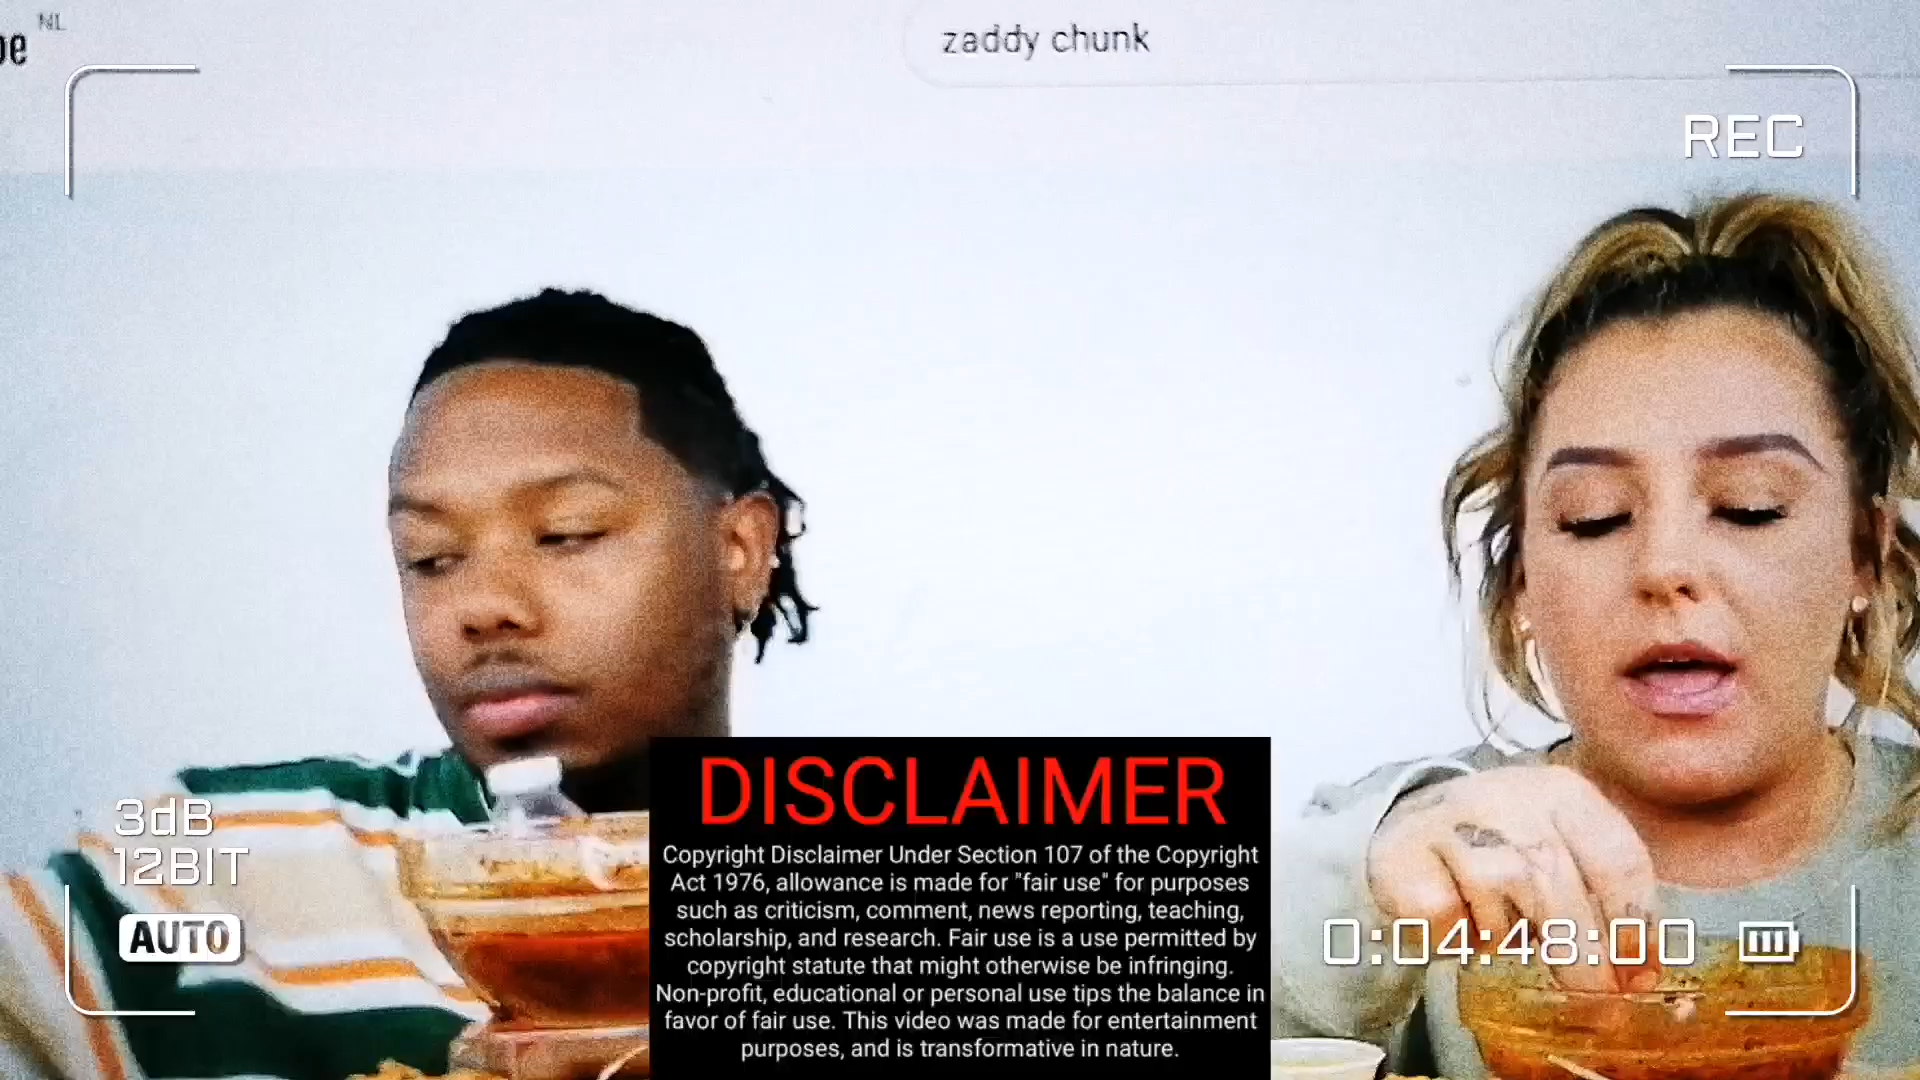 be NL
zaddy chunk
REC
3dB
12BIT
AUTO
DISCLAIMER
Copyright Disclaimer Under Section 107 of the Copyright
Act 1976, allowance is made for "fair use" for purposes
such as criticism, comment, news reporting, teaching,
scholarship, and research. Fair use is a use permitted by
copyright statute that might otherwise be infringing.
Non-profit, educational or personal use tips the balance in
favor of fair use. This video was made for entertainment
purposes, and is transformative in nature.
0:04:48:00